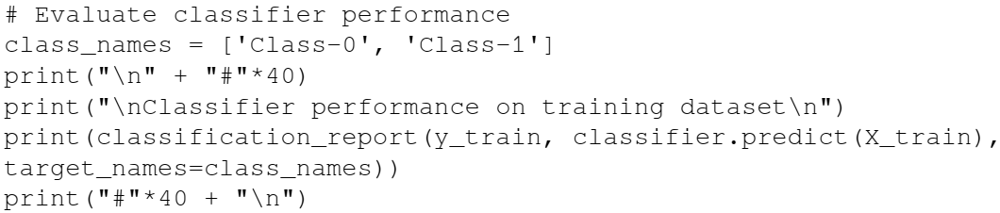 # Evaluate classifier performance
class_names = ['Class-0', 'Class-1']
print("\n" + "#"*40)
print("\nClassifier performance on training dataset\n")
print(classification_report(y_train, classifier.predict(X_train),
target_names=class_names))
print("#"*40 + "\n")